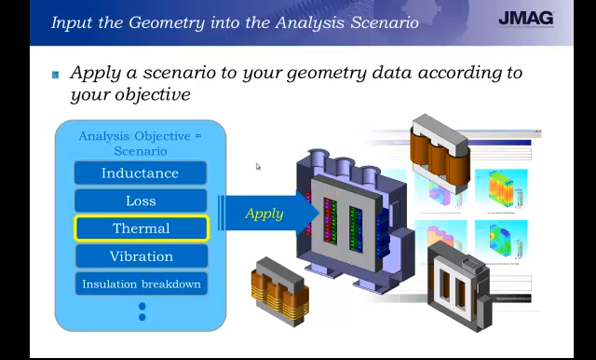 Input the Geometry into the Analysis Scenario
JMAG
Apply a scenario to your geometry data according to
your objective
Analysis Objective =
Scenario
Inductance
Loss
Thermal
Vibration
Insulation breakdown
Apply